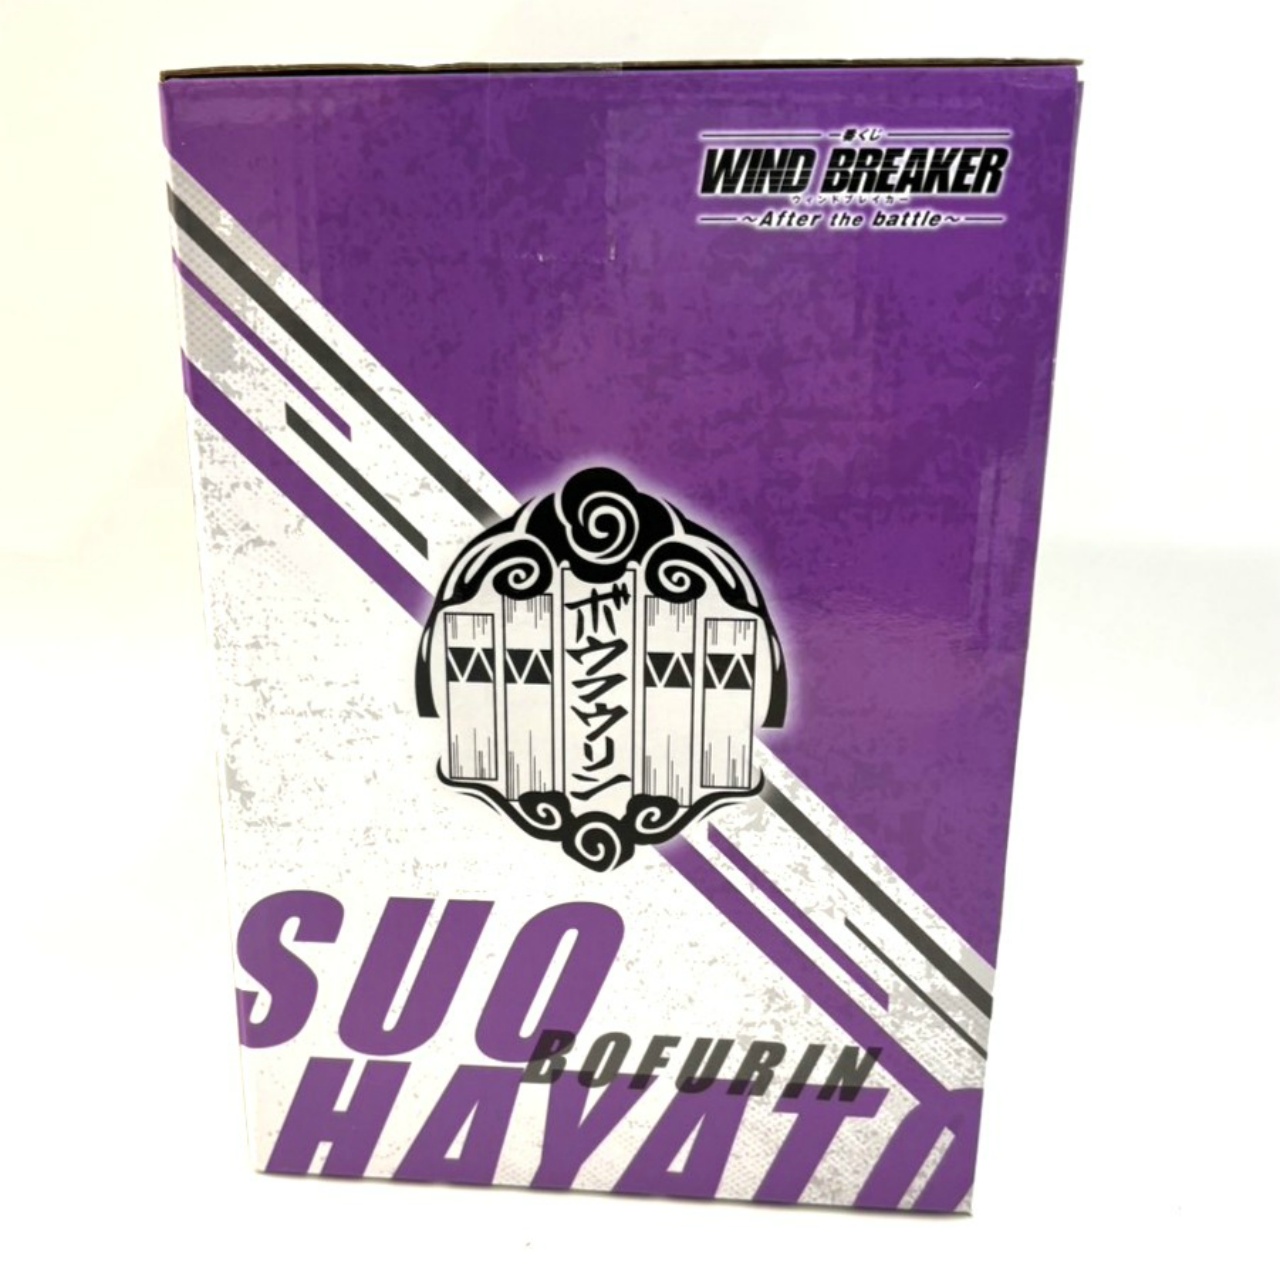 一番くじ
WIND BREAKER
ウィンドブレイカー
~After the battle~
ボウフウリン
SUO
BOFURIN
HAYATO